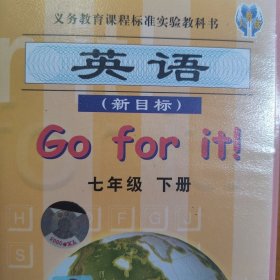 义务教育课程标准实验教科书
英语
（新目标）
Go for it!
七年级 下册
H F G J
S